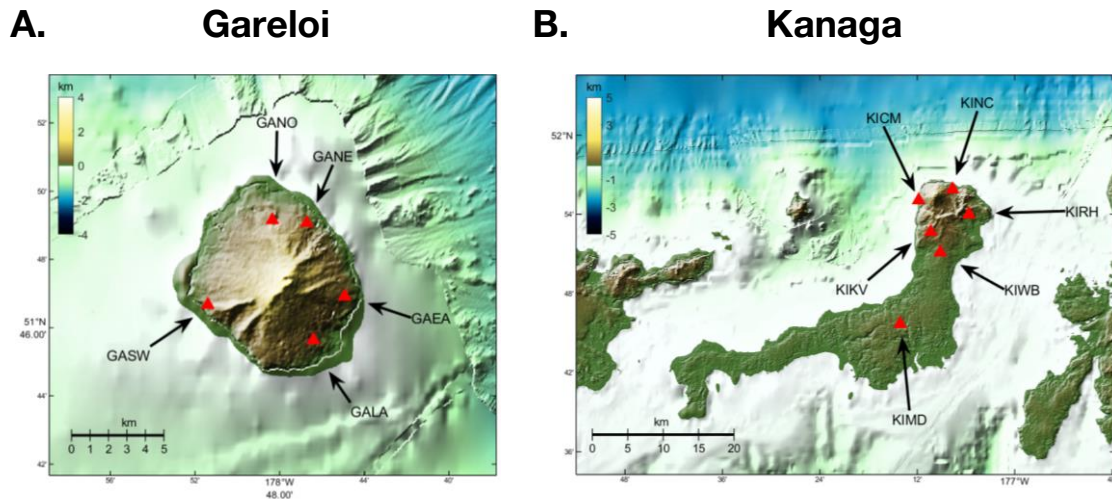 A.
Gareloi
B.
Kanaga
km
4
2
0
-2
-4
52'
50'
48'
51°N
46.00'
44'
42'
56'
52'
178°W
48.00'
44'
40'
GANO
GANE
GAEA
GALA
GASW
km
0 1 2 3 4 5
km
5
3
1
-1
-3
-5
52°N
54'
48'
42'
36'
48'
24'
12'
177°W
KICM
KINC
KIRH
KIKV
KIWB
KIMD
km
0 5 10 15 20